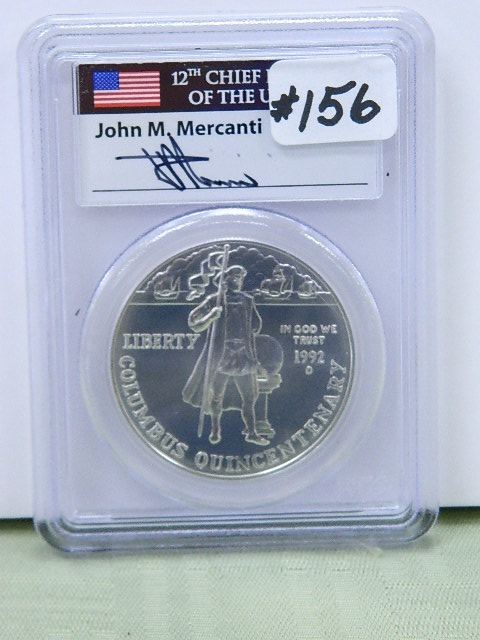 12TH CHIEF
OF THE U
#156
John M. Mercanti
LIBERTY
IN GOD WE
TRUST
1992
D
COLUMBUS QUINCENTENARY